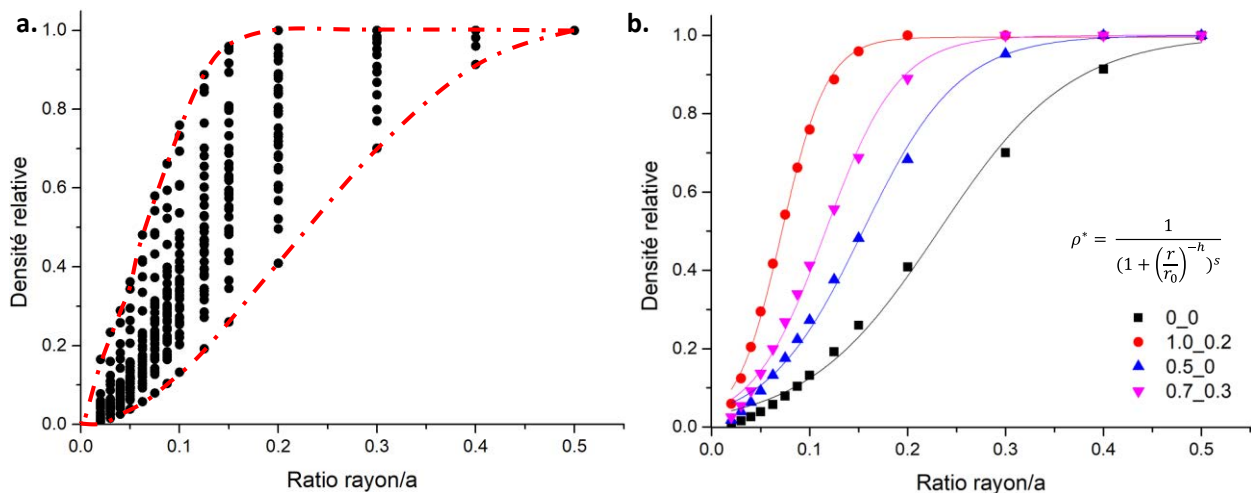 a.
Densité relative
1.0
0.8
0.6
0.4
0.2
0.0
0.0 0.1 0.2 0.3 0.4 0.5
Ratio rayon/a
b.
Densité relative
1.0
0.8
0.6
0.4
0.2
0.0
ρ* = 1 / (1 + (r/r₀)^−h)^s
0_0
1.0_0.2
0.5_0
0.7_0.3
0.0 0.1 0.2 0.3 0.4 0.5
Ratio rayon/a